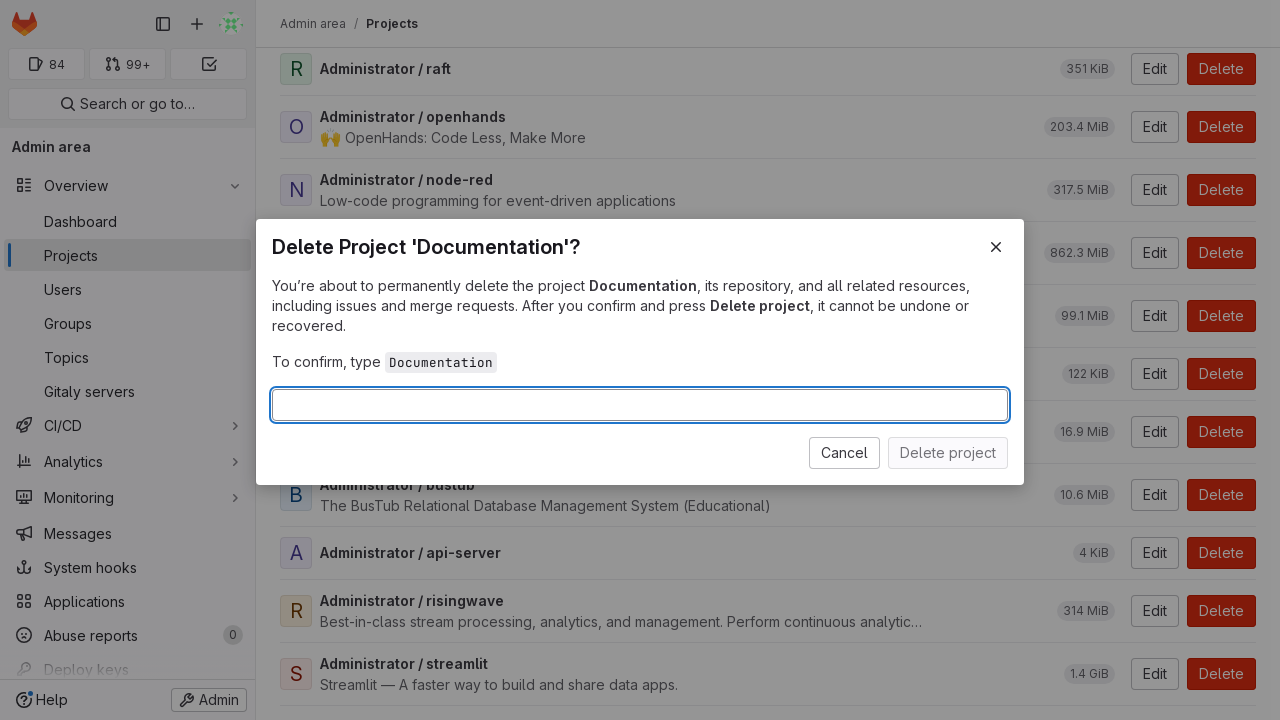 Admin area / Projects
84
99+
Search or go to…
Admin area
Overview
Dashboard
Projects
Users
Groups
Topics
Gitaly servers
CI/CD
Analytics
Monitoring
Messages
System hooks
Applications
Abuse reports
0
Deploy keys
Help
Admin
R
Administrator / raft
351 KiB
Edit
Delete
O
Administrator / openhands
🙌 OpenHands: Code Less, Make More
203.4 MiB
Edit
Delete
N
Administrator / node-red
Low-code programming for event-driven applications
317.5 MiB
Edit
Delete
862.3 MiB
Edit
Delete
99.1 MiB
Edit
Delete
122 KiB
Edit
Delete
16.9 MiB
Edit
Delete
Delete Project 'Documentation'?
You’re about to permanently delete the project Documentation, its repository, and all related resources,
including issues and merge requests. After you confirm and press Delete project, it cannot be undone or
recovered.
To confirm, type Documentation
Cancel
Delete project
B
Administrator / bustub
The BusTub Relational Database Management System (Educational)
10.6 MiB
Edit
Delete
A
Administrator / api-server
4 KiB
Edit
Delete
R
Administrator / risingwave
Best-in-class stream processing, analytics, and management. Perform continuous analytic…
314 MiB
Edit
Delete
S
Administrator / streamlit
Streamlit — A faster way to build and share data apps.
1.4 GiB
Edit
Delete